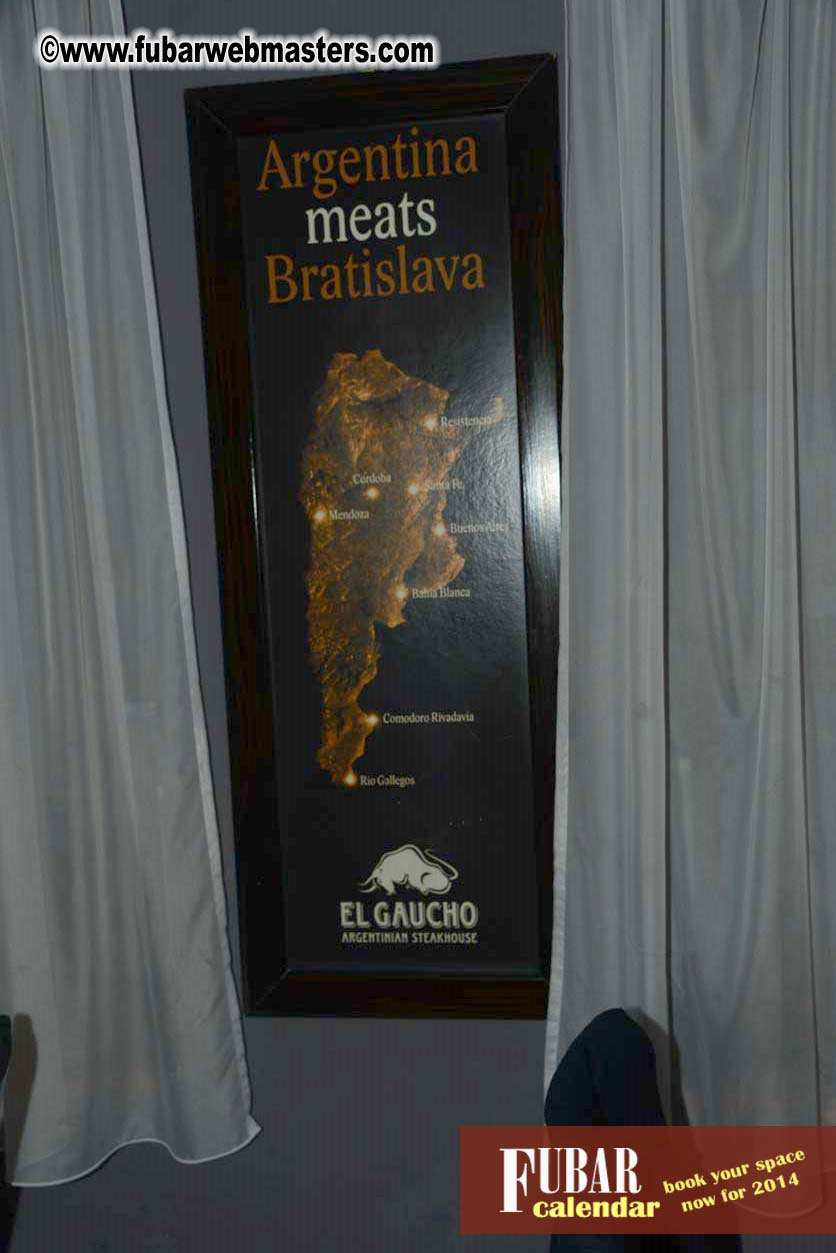 ©www.fubarwebmasters.com
Argentina
meats
Bratislava
Resistencia
Cordoba
Santa Fe
Mendoza
Buenos Aires
Bahia Blanca
Comodoro Rivadavia
Rio Gallegos
EL GAUCHO
ARGENTINIAN STEAKHOUSE
FUBAR
calendar
book your space
now for 2014